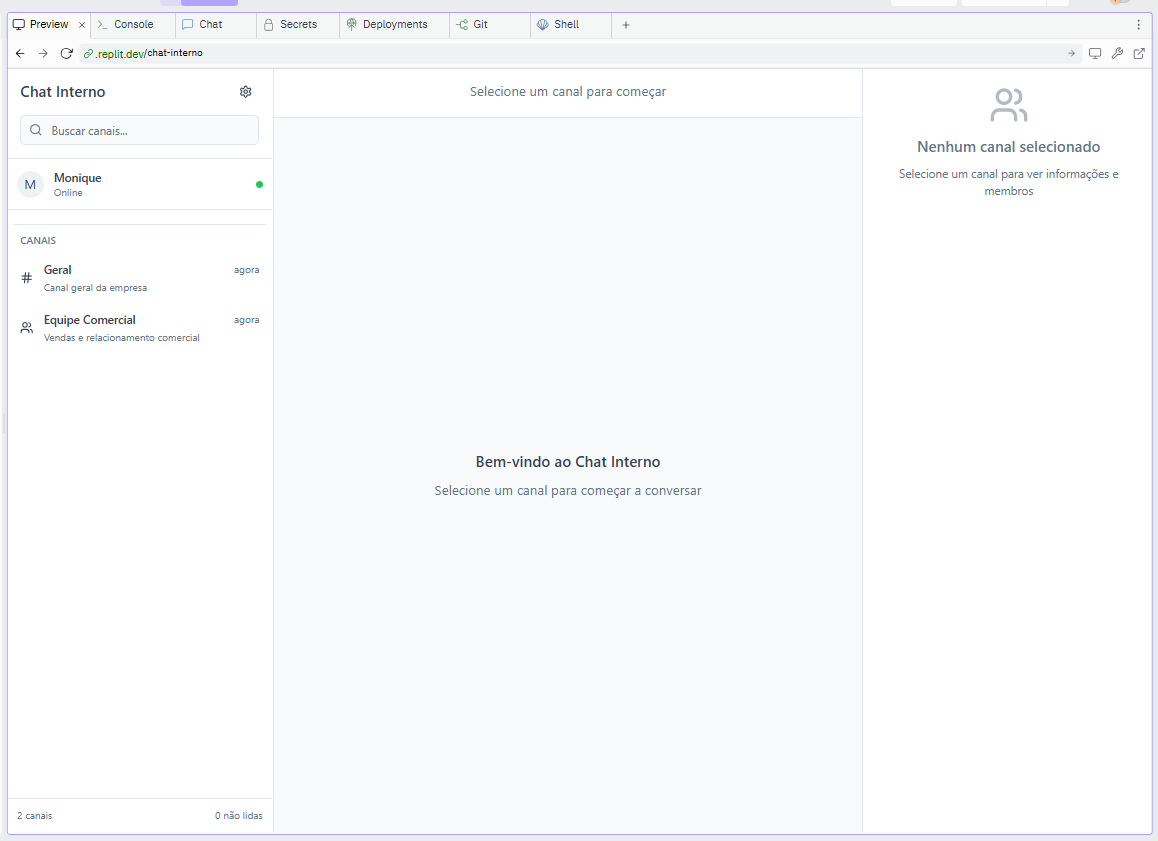 Preview
Console
Chat
Secrets
Deployments
Git
Shell
.replit.dev/chat-interno
Chat Interno
Buscar canais...
M
Monique
Online
CANAIS
Geral
agora
Canal geral da empresa
Equipe Comercial
agora
Vendas e relacionamento comercial
2 canais
0 não lidas
Selecione um canal para começar
Bem-vindo ao Chat Interno
Selecione um canal para começar a conversar
Nenhum canal selecionado
Selecione um canal para ver informações e
membros